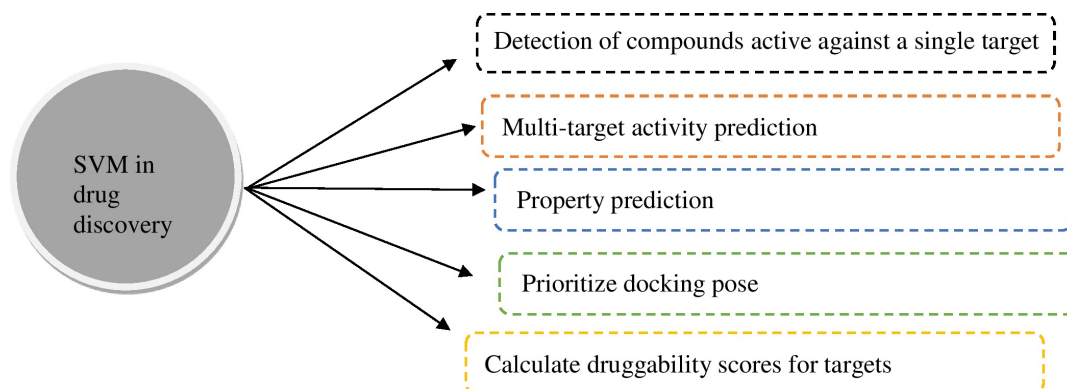 SVM in
drug
discovery
Detection of compounds active against a single target
Multi-target activity prediction
Property prediction
Prioritize docking pose
Calculate druggability scores for targets